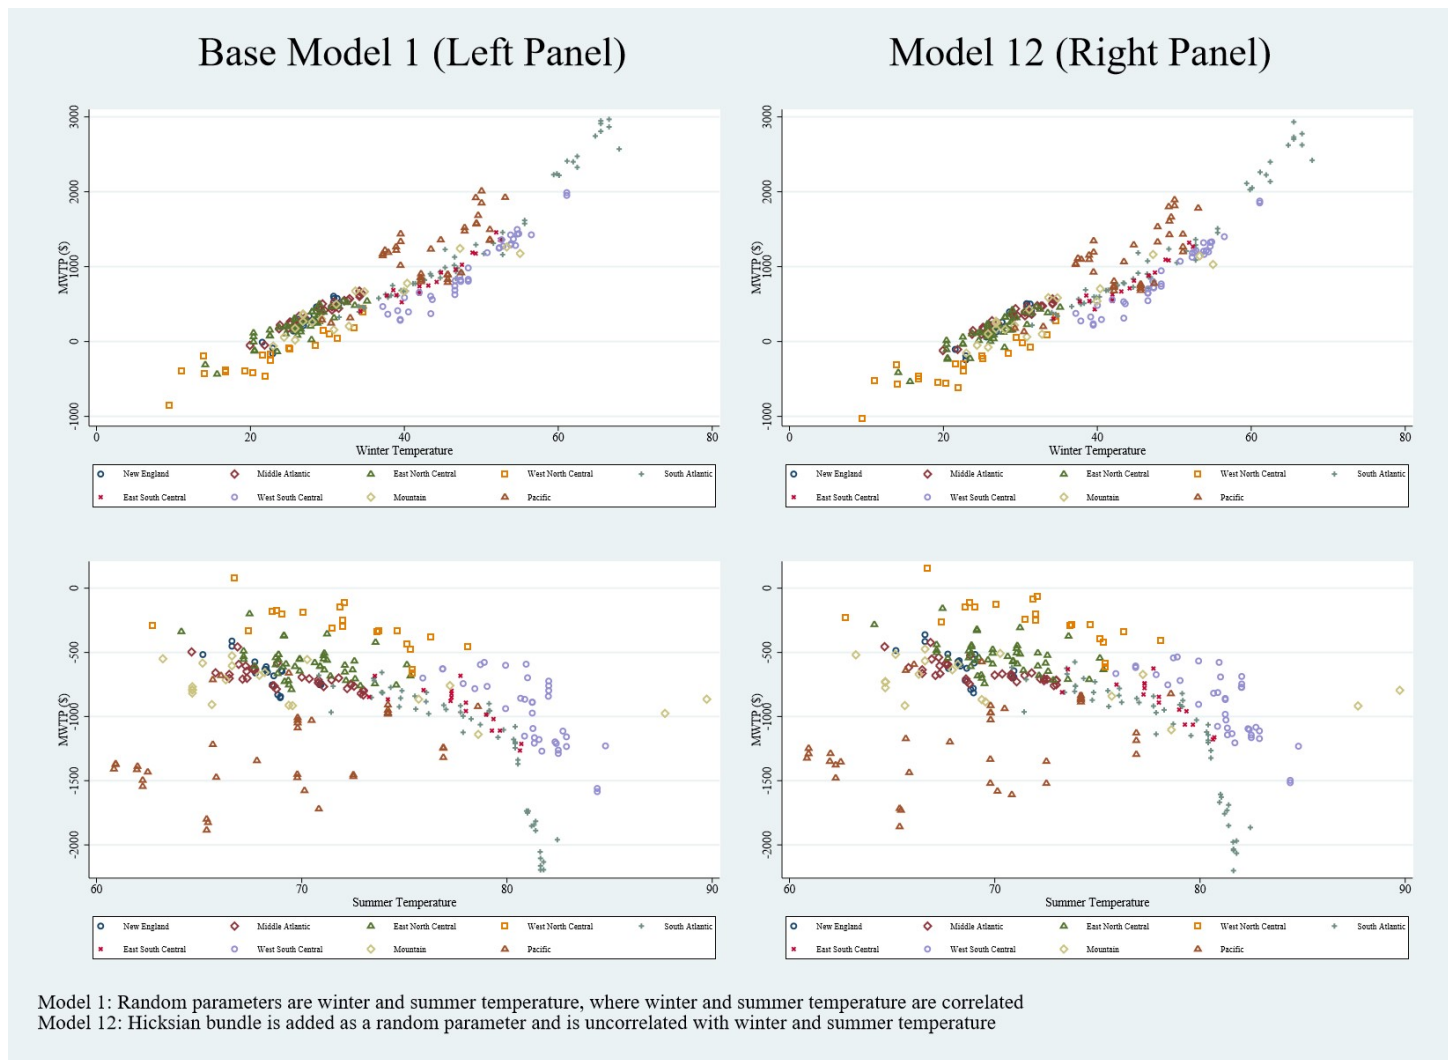 Base Model 1 (Left Panel)
Model 12 (Right Panel)
MWTP ($)
3000
2000
1000
0
-1000
0 20 40 60 80
Winter Temperature
New England Middle Atlantic East North Central West North Central South Atlantic
East South Central West South Central Mountain Pacific
MWTP ($)
3000
2000
1000
0
-1000
0 20 40 60 80
Winter Temperature
New England Middle Atlantic East North Central West North Central South Atlantic
East South Central West South Central Mountain Pacific
MWTP ($)
0
-500
-1000
-1500
-2000
60 70 80 90
Summer Temperature
New England Middle Atlantic East North Central West North Central South Atlantic
East South Central West South Central Mountain Pacific
MWTP ($)
0
-500
-1000
-1500
-2000
60 70 80 90
Summer Temperature
New England Middle Atlantic East North Central West North Central South Atlantic
East South Central West South Central Mountain Pacific
Model 1: Random parameters are winter and summer temperature, where winter and summer temperature are correlated
Model 12: Hicksian bundle is added as a random parameter and is uncorrelated with winter and summer temperature